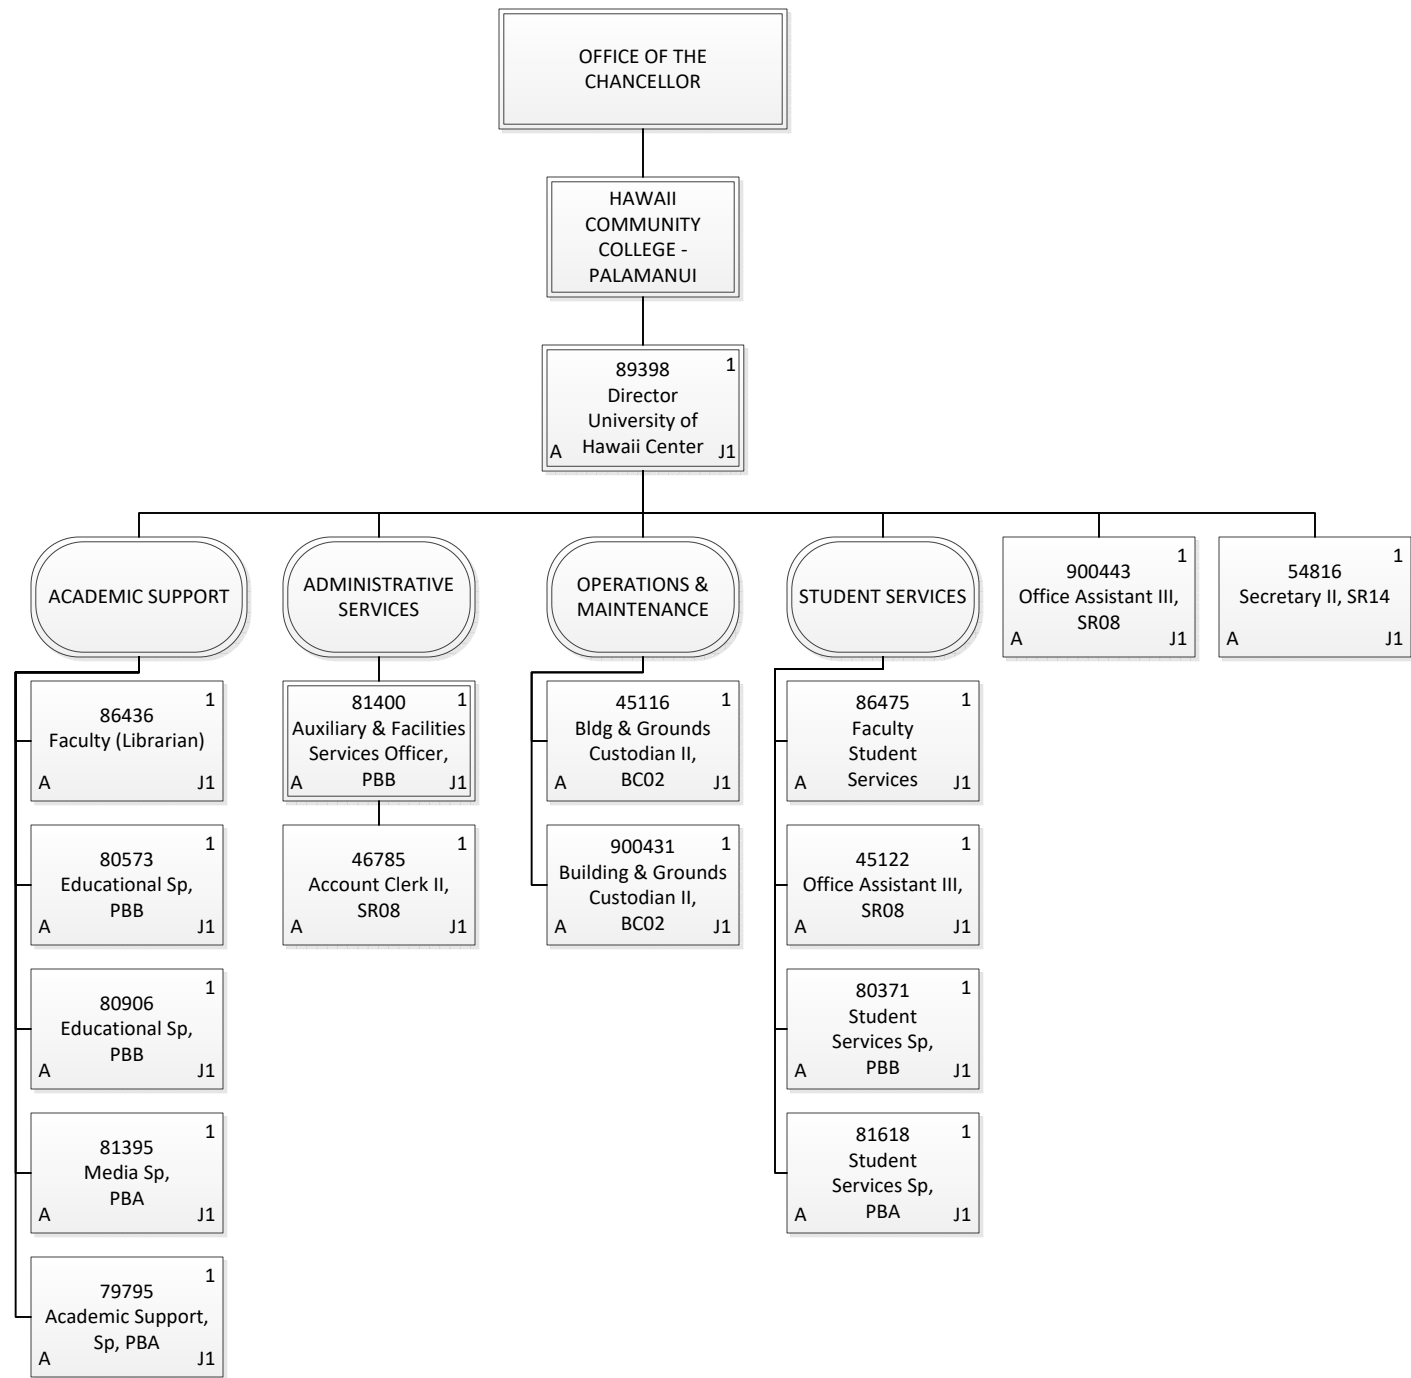 OFFICE OF THE
CHANCELLOR
HAWAII
COMMUNITY
COLLEGE -
PALAMANUI
89398 1
Director
University of
Hawaii Center
A J1
ACADEMIC SUPPORT
ADMINISTRATIVE
SERVICES
OPERATIONS &
MAINTENANCE
STUDENT SERVICES
900443 1
Office Assistant III,
SR08
A J1
54816 1
Secretary II, SR14
A J1
86436 1
Faculty (Librarian)
A J1
80573 1
Educational Sp,
PBB
A J1
80906 1
Educational Sp,
PBB
A J1
81395 1
Media Sp,
PBA
A J1
79795 1
Academic Support,
Sp, PBA
A J1
81400 1
Auxiliary & Facilities
Services Officer,
PBB
A J1
46785 1
Account Clerk II,
SR08
A J1
45116 1
Bldg & Grounds
Custodian II,
BC02
A J1
900431 1
Building & Grounds
Custodian II,
BC02
A J1
86475 1
Faculty
Student
Services
A J1
45122 1
Office Assistant III,
SR08
A J1
80371 1
Student
Services Sp,
PBB
A J1
81618 1
Student
Services Sp,
PBA
A J1